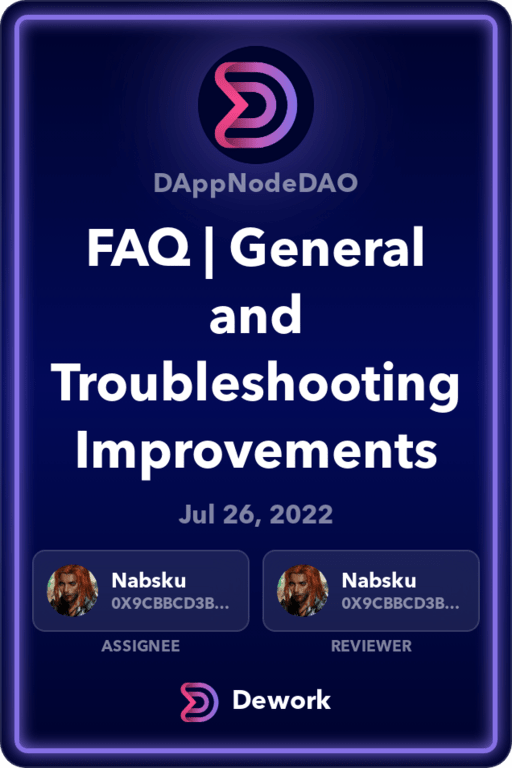 DAppNodeDAO
FAQ | General
and
Troubleshooting
Improvements
Jul 26, 2022
Nabsku
0X9CBBCD3B...
ASSIGNEE
Nabsku
0X9CBBCD3B...
REVIEWER
Dework